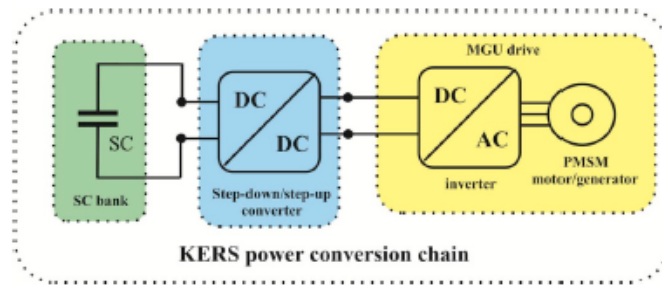 MGU drive
DC
DC
SC
DC
AC
PMSM
motor/generator
inverter
Step-down/step-up
converter
SC bank
KERS power conversion chain